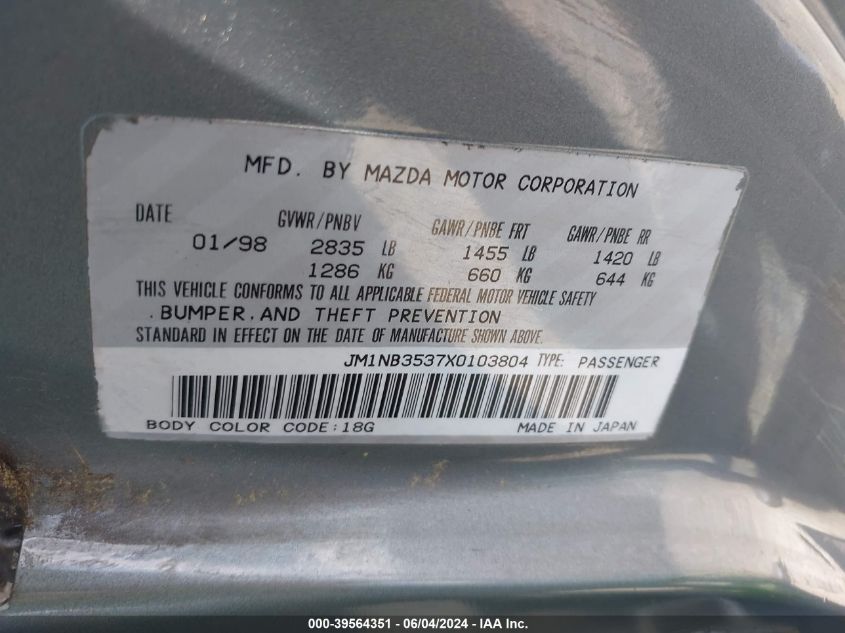 MFD. BY MAZDA MOTOR CORPORATION
DATE GVWR/PNBV GAWR/PNBE FRT GAWR/PNBE RR
01/98 2835 LB 1455 LB 1420 LB
1286 KG 660 KG 644 KG
THIS VEHICLE CONFORMS TO ALL APPLICABLE FEDERAL MOTOR VEHICLE SAFETY
.BUMPER.AND THEFT PREVENTION
STANDARD IN EFFECT ON THE DATE OF MANUFACTURE SHOWN ABOVE.
JM1NB3537X0103804 TYPE: PASSENGER
BODY COLOR CODE:18G MADE IN JAPAN
000-39564351 - 06/04/2024 - IAA Inc.